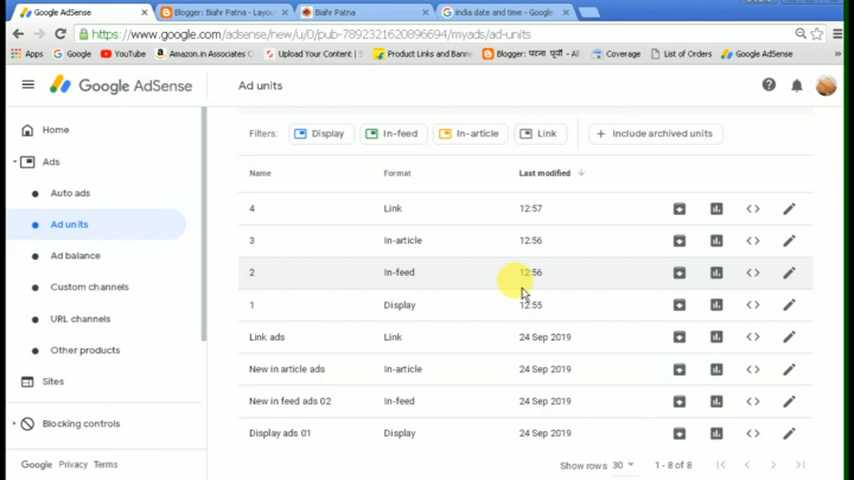 Google AdSense
Blogger: Biahr Patna - Layou
Biahr Patna
india date and time - Google
https://www.google.com/adsense/new/u/0/pub-7892321620896694/myads/ad-units
Apps
Google
YouTube
Amazon.in Associates C
Upload Your Content | S
Product Links and Bann
Blogger: पटना पूर्वी - All
Coverage
List of Orders
Google AdSense
»
Google AdSense
Ad units
Home
Ads
Auto ads
Ad units
Ad balance
Custom channels
URL channels
Other products
Sites
Blocking controls
Google Privacy Terms
Filters: Display In-feed In-article Link + Include archived units
Name Format Last modified
4 Link 12:57
3 In-article 12:56
2 In-feed 12:56
1 Display 12:55
Link ads Link 24 Sep 2019
New in article ads In-article 24 Sep 2019
New in feed ads 02 In-feed 24 Sep 2019
Display ads 01 Display 24 Sep 2019
Show rows 30 1 - 8 of 8